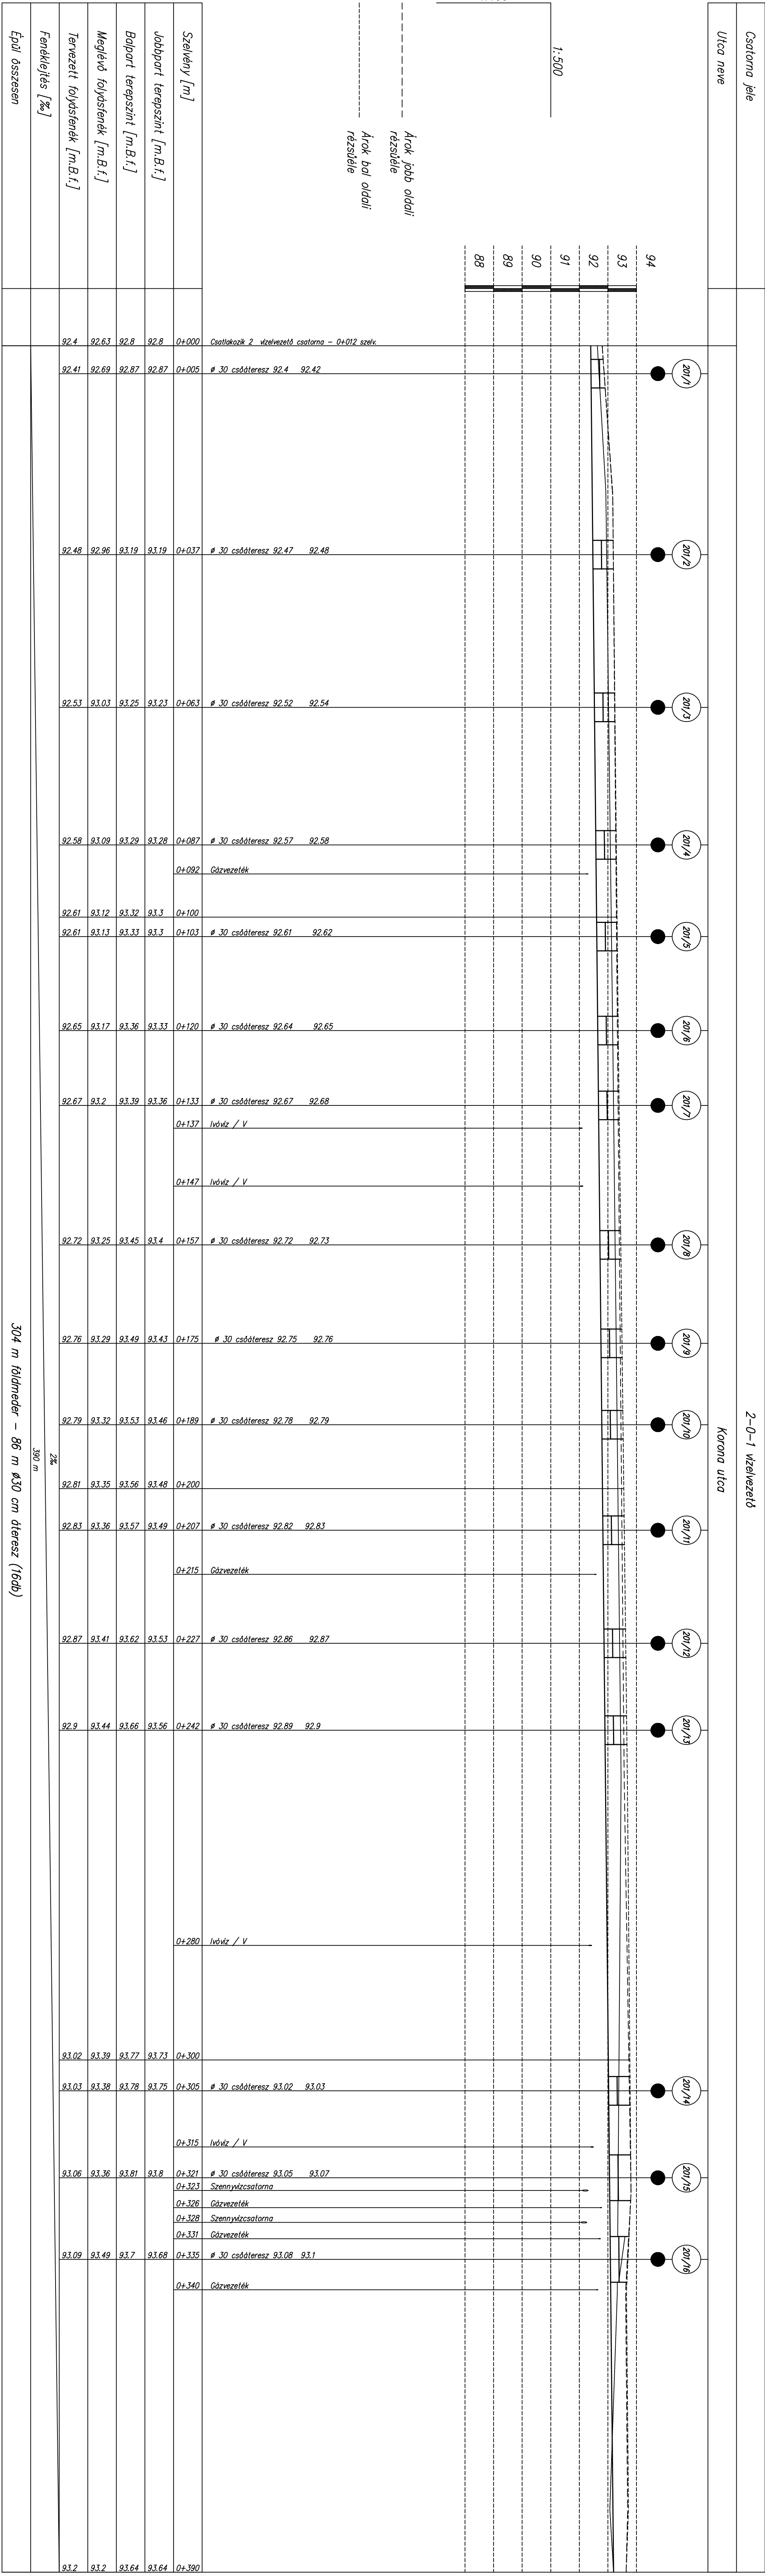 Csatorna jele
2-0-1 vízelvezető
Utca neve
Korona utca
201/1
201/2
201/3
201/4
201/5
201/6
201/7
201/8
201/9
201/10
201/11
201/12
201/13
201/14
201/15
201/16
94
93
92
91
90
89
88
1:500
Árok jobb oldali
rézsűéle
Árok bal oldali
rézsűéle
Csatlakozik 2 vízelvezető csatorna - 0+012 szelv.
ø 30 csőáteresz 92.4 92.42
ø 30 csőáteresz 92.47 92.48
ø 30 csőáteresz 92.52 92.54
ø 30 csőáteresz 92.57 92.58
Gázvezeték
ø 30 csőáteresz 92.61 92.62
ø 30 csőáteresz 92.64 92.65
ø 30 csőáteresz 92.67 92.68
Ivóvíz / V
Ivóvíz / V
ø 30 csőáteresz 92.72 92.73
ø 30 csőáteresz 92.75 92.76
ø 30 csőáteresz 92.78 92.79
ø 30 csőáteresz 92.82 92.83
Gázvezeték
ø 30 csőáteresz 92.86 92.87
ø 30 csőáteresz 92.89 92.9
Ivóvíz / V
ø 30 csőáteresz 93.02 93.03
Ivóvíz / V
ø 30 csőáteresz 93.05 93.07
Szennyvízcsatorna
Gázvezeték
Szennyvízcsatorna
Gázvezeték
ø 30 csőáteresz 93.08 93.1
Gázvezeték
Szelvény [m]
0+000 0+005 0+037 0+063 0+087 0+092 0+100 0+103 0+120 0+133 0+137 0+147 0+157 0+175 0+189 0+200 0+207 0+215 0+227 0+242 0+280 0+300 0+305 0+315 0+321 0+323 0+326 0+328 0+331 0+335 0+340 0+390
Jobbpart terepszint [m.B.f.]
92.8 92.87 93.19 93.23 93.28 93.3 93.3 93.33 93.36 93.4 93.43 93.46 93.48 93.49 93.53 93.56 93.73 93.75 93.8 93.68 93.64
Balpart terepszint [m.B.f.]
92.8 92.87 93.19 93.25 93.29 93.32 93.33 93.36 93.39 93.45 93.49 93.53 93.56 93.57 93.62 93.66 93.77 93.78 93.81 93.7 93.64
Meglévő folyásfenék [m.B.f.]
92.63 92.69 92.96 93.03 93.09 93.12 93.13 93.17 93.2 93.25 93.29 93.32 93.35 93.36 93.41 93.44 93.39 93.38 93.36 93.49 93.2
Tervezett folyásfenék [m.B.f.]
92.4 92.41 92.48 92.53 92.58 92.61 92.61 92.65 92.67 92.72 92.76 92.79 92.81 92.83 92.87 92.9 93.02 93.03 93.06 93.09 93.2
Fenéklejtés [‰]
2‰
390 m
Épül összesen
304 m földmeder - 86 m ø30 cm áteresz (16db)